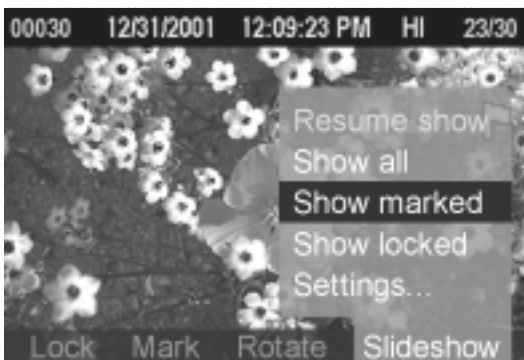 00030 12/31/2001 12:09:23 PM HI 23/30
Resume show
Show all
Show marked
Show locked
Settings...
Lock Mark Rotate Slideshow